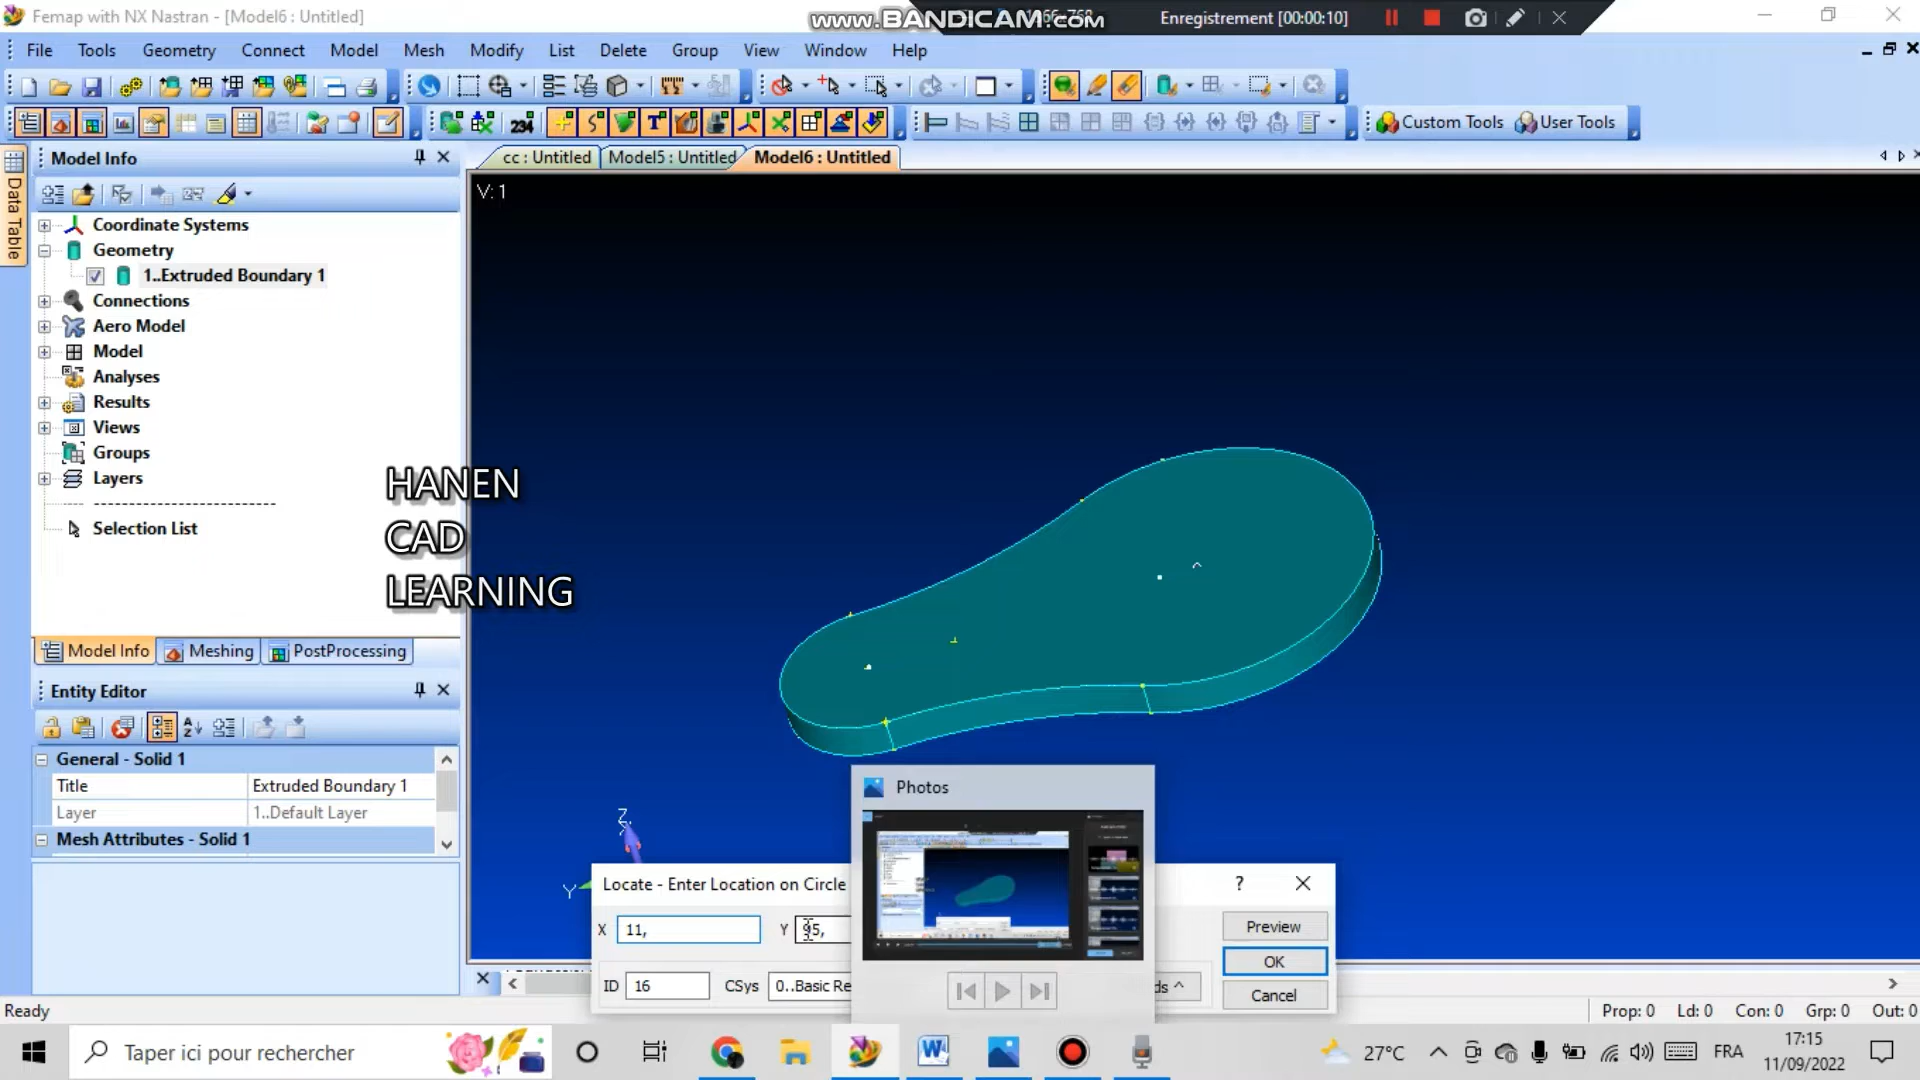 Femap with NX Nastran - [Model6 : Untitled]
www.BANDICAM.com
Enregistrement [00:00:10]
File Tools Geometry Connect Model Mesh Modify List Delete Group View Window Help
234
Custom Tools User Tools
Data Table
Model Info
cc : Untitled Model5 : Untitled Model6 : Untitled
V: 1
Coordinate Systems
Geometry
1..Extruded Boundary 1
Connections
Aero Model
Model
Analyses
Results
Views
Groups
Layers
Selection List
HANEN
CAD
LEARNING
Model Info Meshing PostProcessing
Entity Editor
General - Solid 1
Title Extruded Boundary 1
Layer 1..Default Layer
Mesh Attributes - Solid 1
Z
Y
Photos
Locate - Enter Location on Circle
X 11, Y 95,
Preview
OK
ID 16 CSys 0..Basic Re
Cancel
Ready
Prop: 0 Ld: 0 Con: 0 Grp: 0 Out: 0
Taper ici pour rechercher
27°C FRA 17:15
11/09/2022